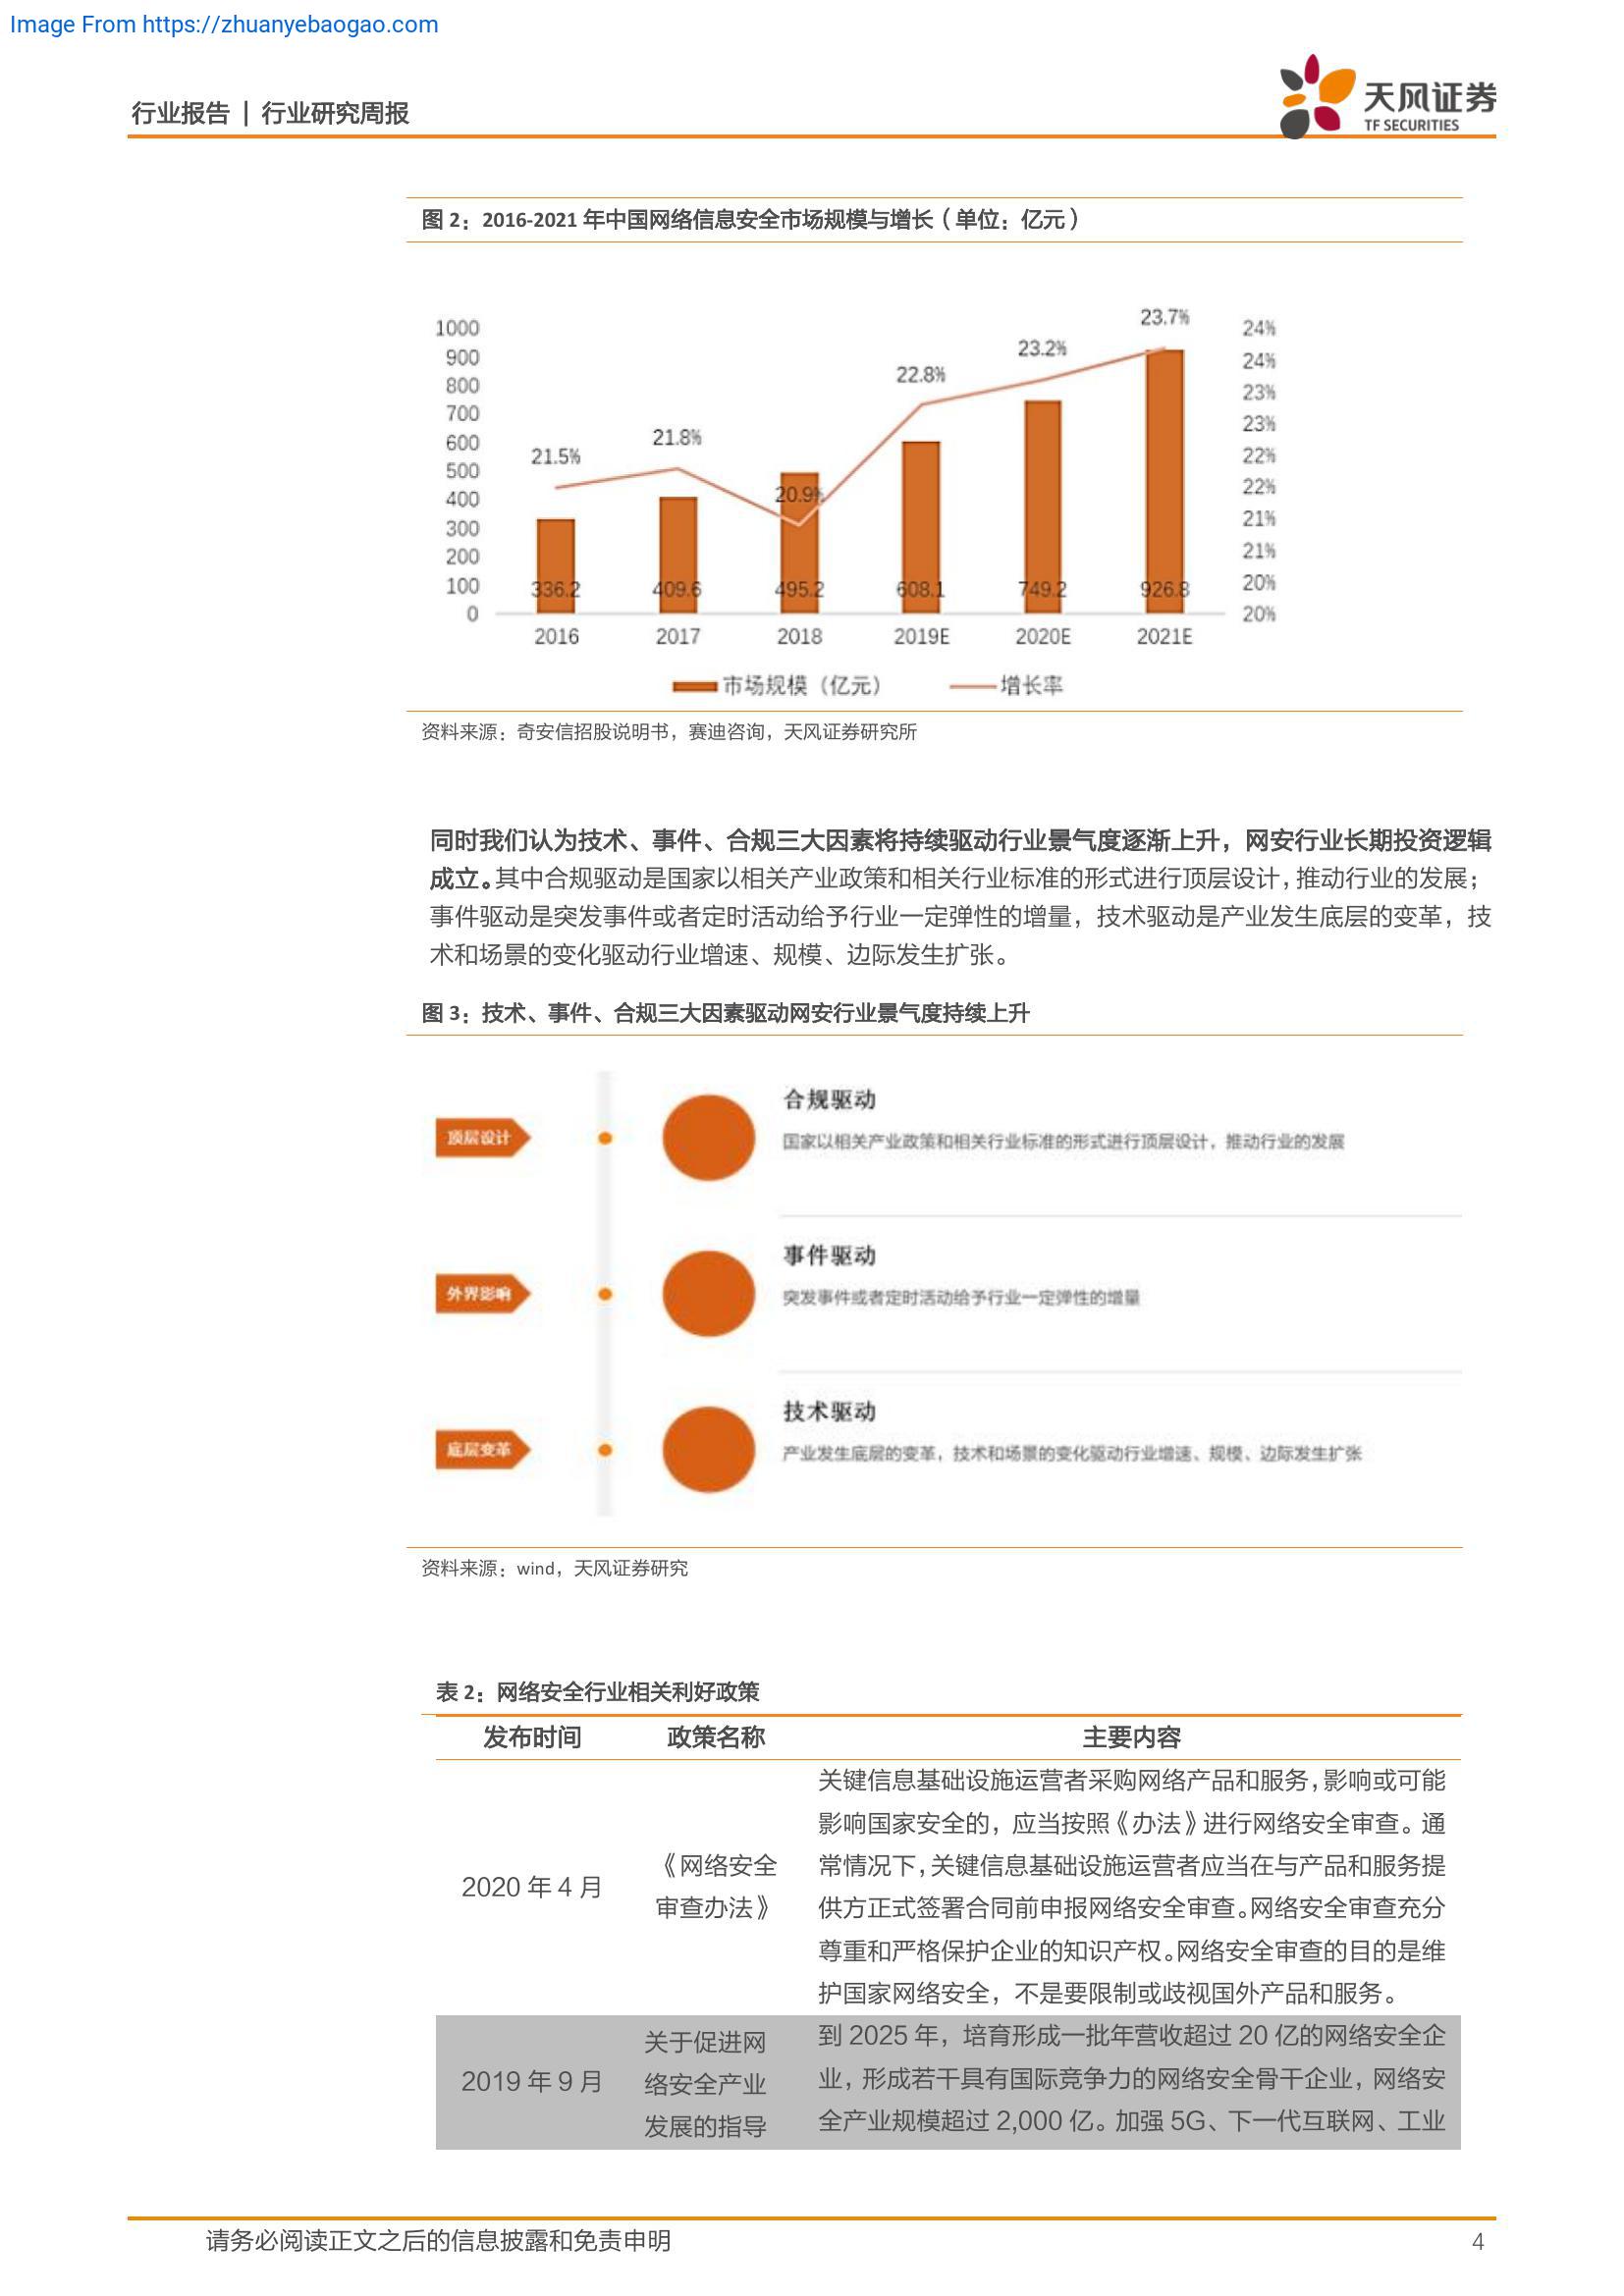 Image From https://zhuanyebaogao.com
行业报告 | 行业研究周报
天风证券
TF SECURITIES
图 2：2016-2021 年中国网络信息安全市场规模与增长（单位：亿元）
1000
900
800
700
600
500
400
300
200
100
0
21.5%
21.8%
20.9%
22.8%
23.2%
23.7%
336.2
409.6
495.2
608.1
749.2
926.8
24%
24%
23%
23%
22%
22%
21%
21%
20%
20%
2016
2017
2018
2019E
2020E
2021E
市场规模（亿元）
增长率
资料来源：奇安信招股说明书，赛迪咨询，天风证券研究所
同时我们认为技术、事件、合规三大因素将持续驱动行业景气度逐渐上升，网安行业长期投资逻辑
成立。其中合规驱动是国家以相关产业政策和相关行业标准的形式进行顶层设计，推动行业的发展；
事件驱动是突发事件或者定时活动给予行业一定弹性的增量，技术驱动是产业发生底层的变革，技
术和场景的变化驱动行业增速、规模、边际发生扩张。
图 3：技术、事件、合规三大因素驱动网安行业景气度持续上升
顶层设计
合规驱动
国家以相关产业政策和相关行业标准的形式进行顶层设计，推动行业的发展
外界影响
事件驱动
突发事件或者定时活动给予行业一定弹性的增量
底层变革
技术驱动
产业发生底层的变革，技术和场景的变化驱动行业增速、规模、边际发生扩张
资料来源：wind，天风证券研究
表 2：网络安全行业相关利好政策
发布时间 政策名称 主要内容
2020 年 4 月
《网络安全
审查办法》
关键信息基础设施运营者采购网络产品和服务，影响或可能
影响国家安全的，应当按照《办法》进行网络安全审查。通
常情况下，关键信息基础设施运营者应当在与产品和服务提
供方正式签署合同前申报网络安全审查。网络安全审查充分
尊重和严格保护企业的知识产权。网络安全审查的目的是维
护国家网络安全，不是要限制或歧视国外产品和服务。
2019 年 9 月
关于促进网
络安全产业
发展的指导
到 2025 年，培育形成一批年营收超过 20 亿的网络安全企
业，形成若干具有国际竞争力的网络安全骨干企业，网络安
全产业规模超过 2,000 亿。加强 5G、下一代互联网、工业
请务必阅读正文之后的信息披露和免责申明
4